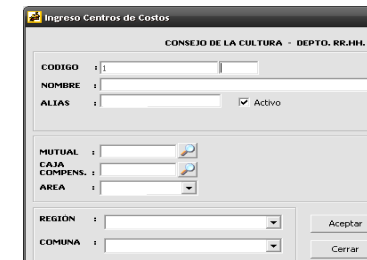 Ingreso Centros de Costos
CONSEJO DE LA CULTURA - DEPTO. RR.HH.
CODIGO : 1
NOMBRE :
ALIAS : Activo
MUTUAL :
CAJA
COMPENS. :
AREA :
REGIÓN : Aceptar
COMUNA : Cerrar